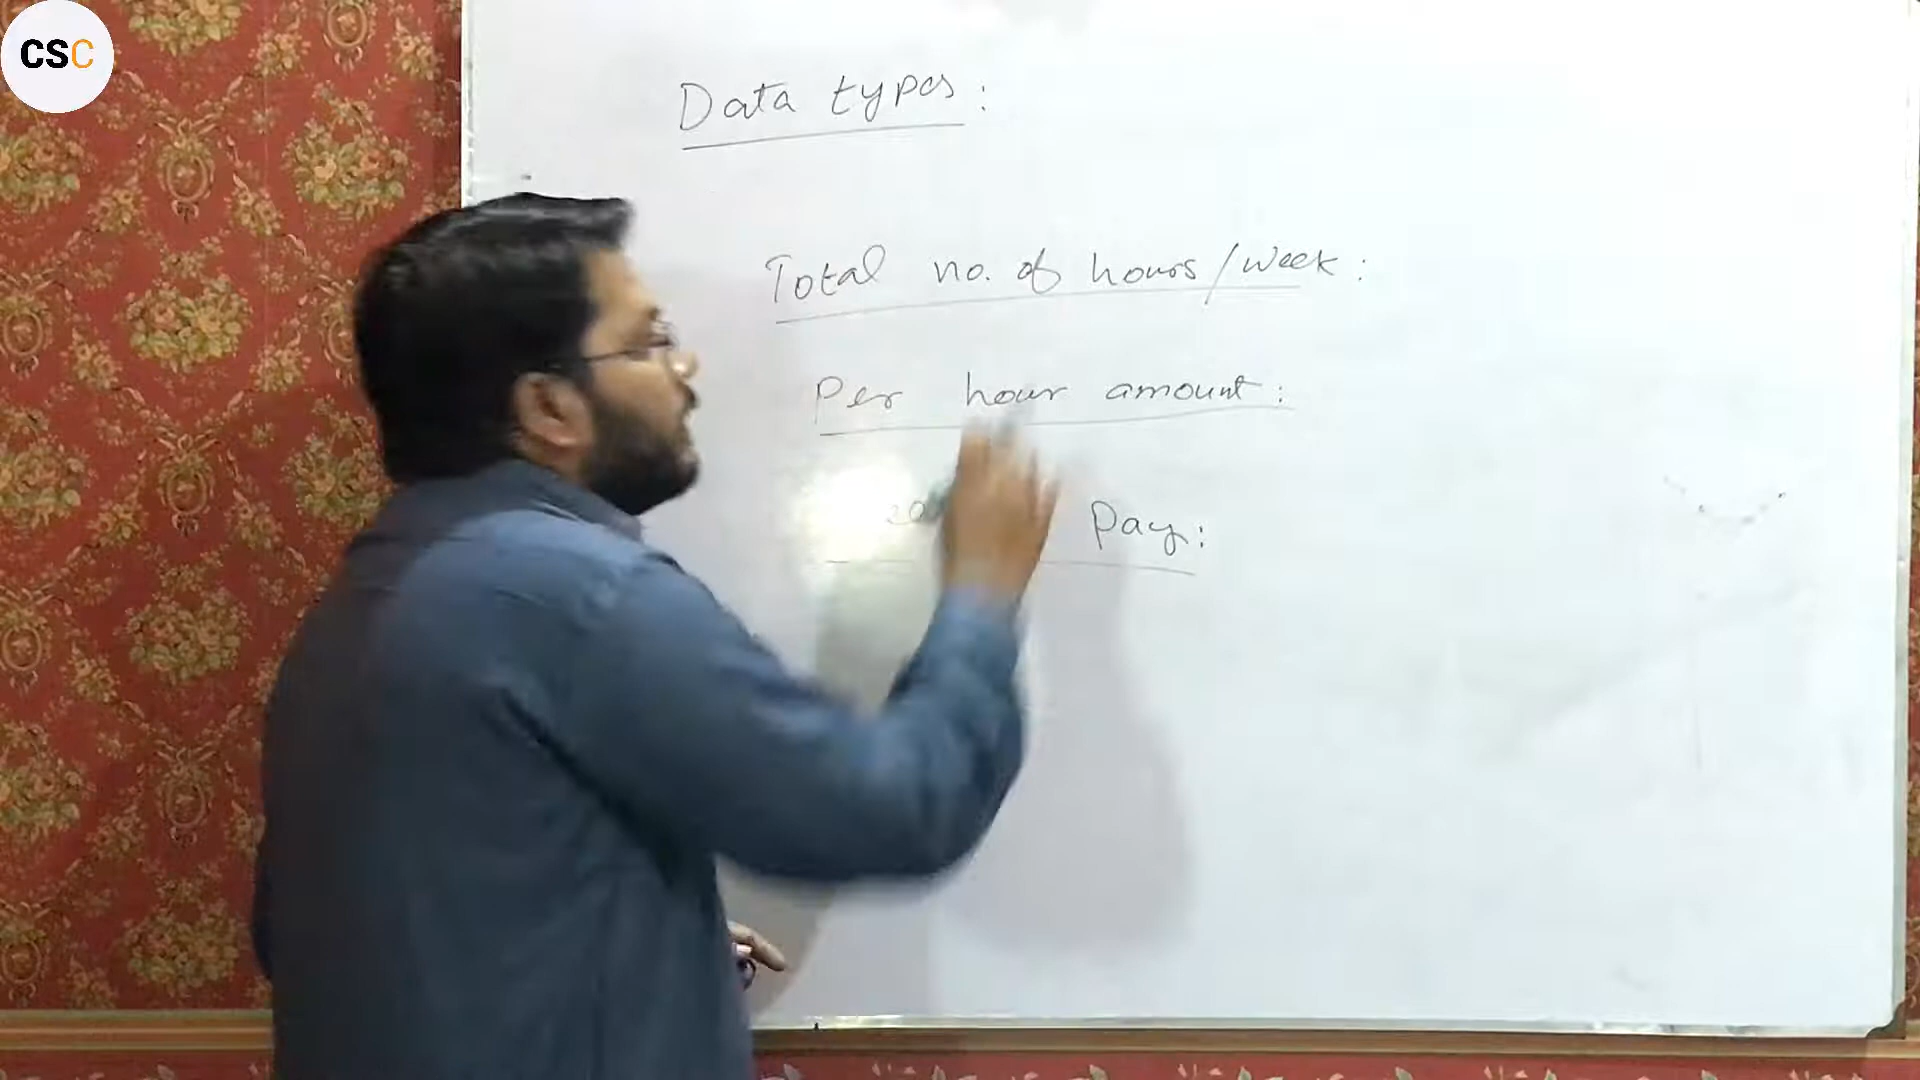 CSC
Data types:
Total no. of hours/week:
Per hour amount:
Pay: